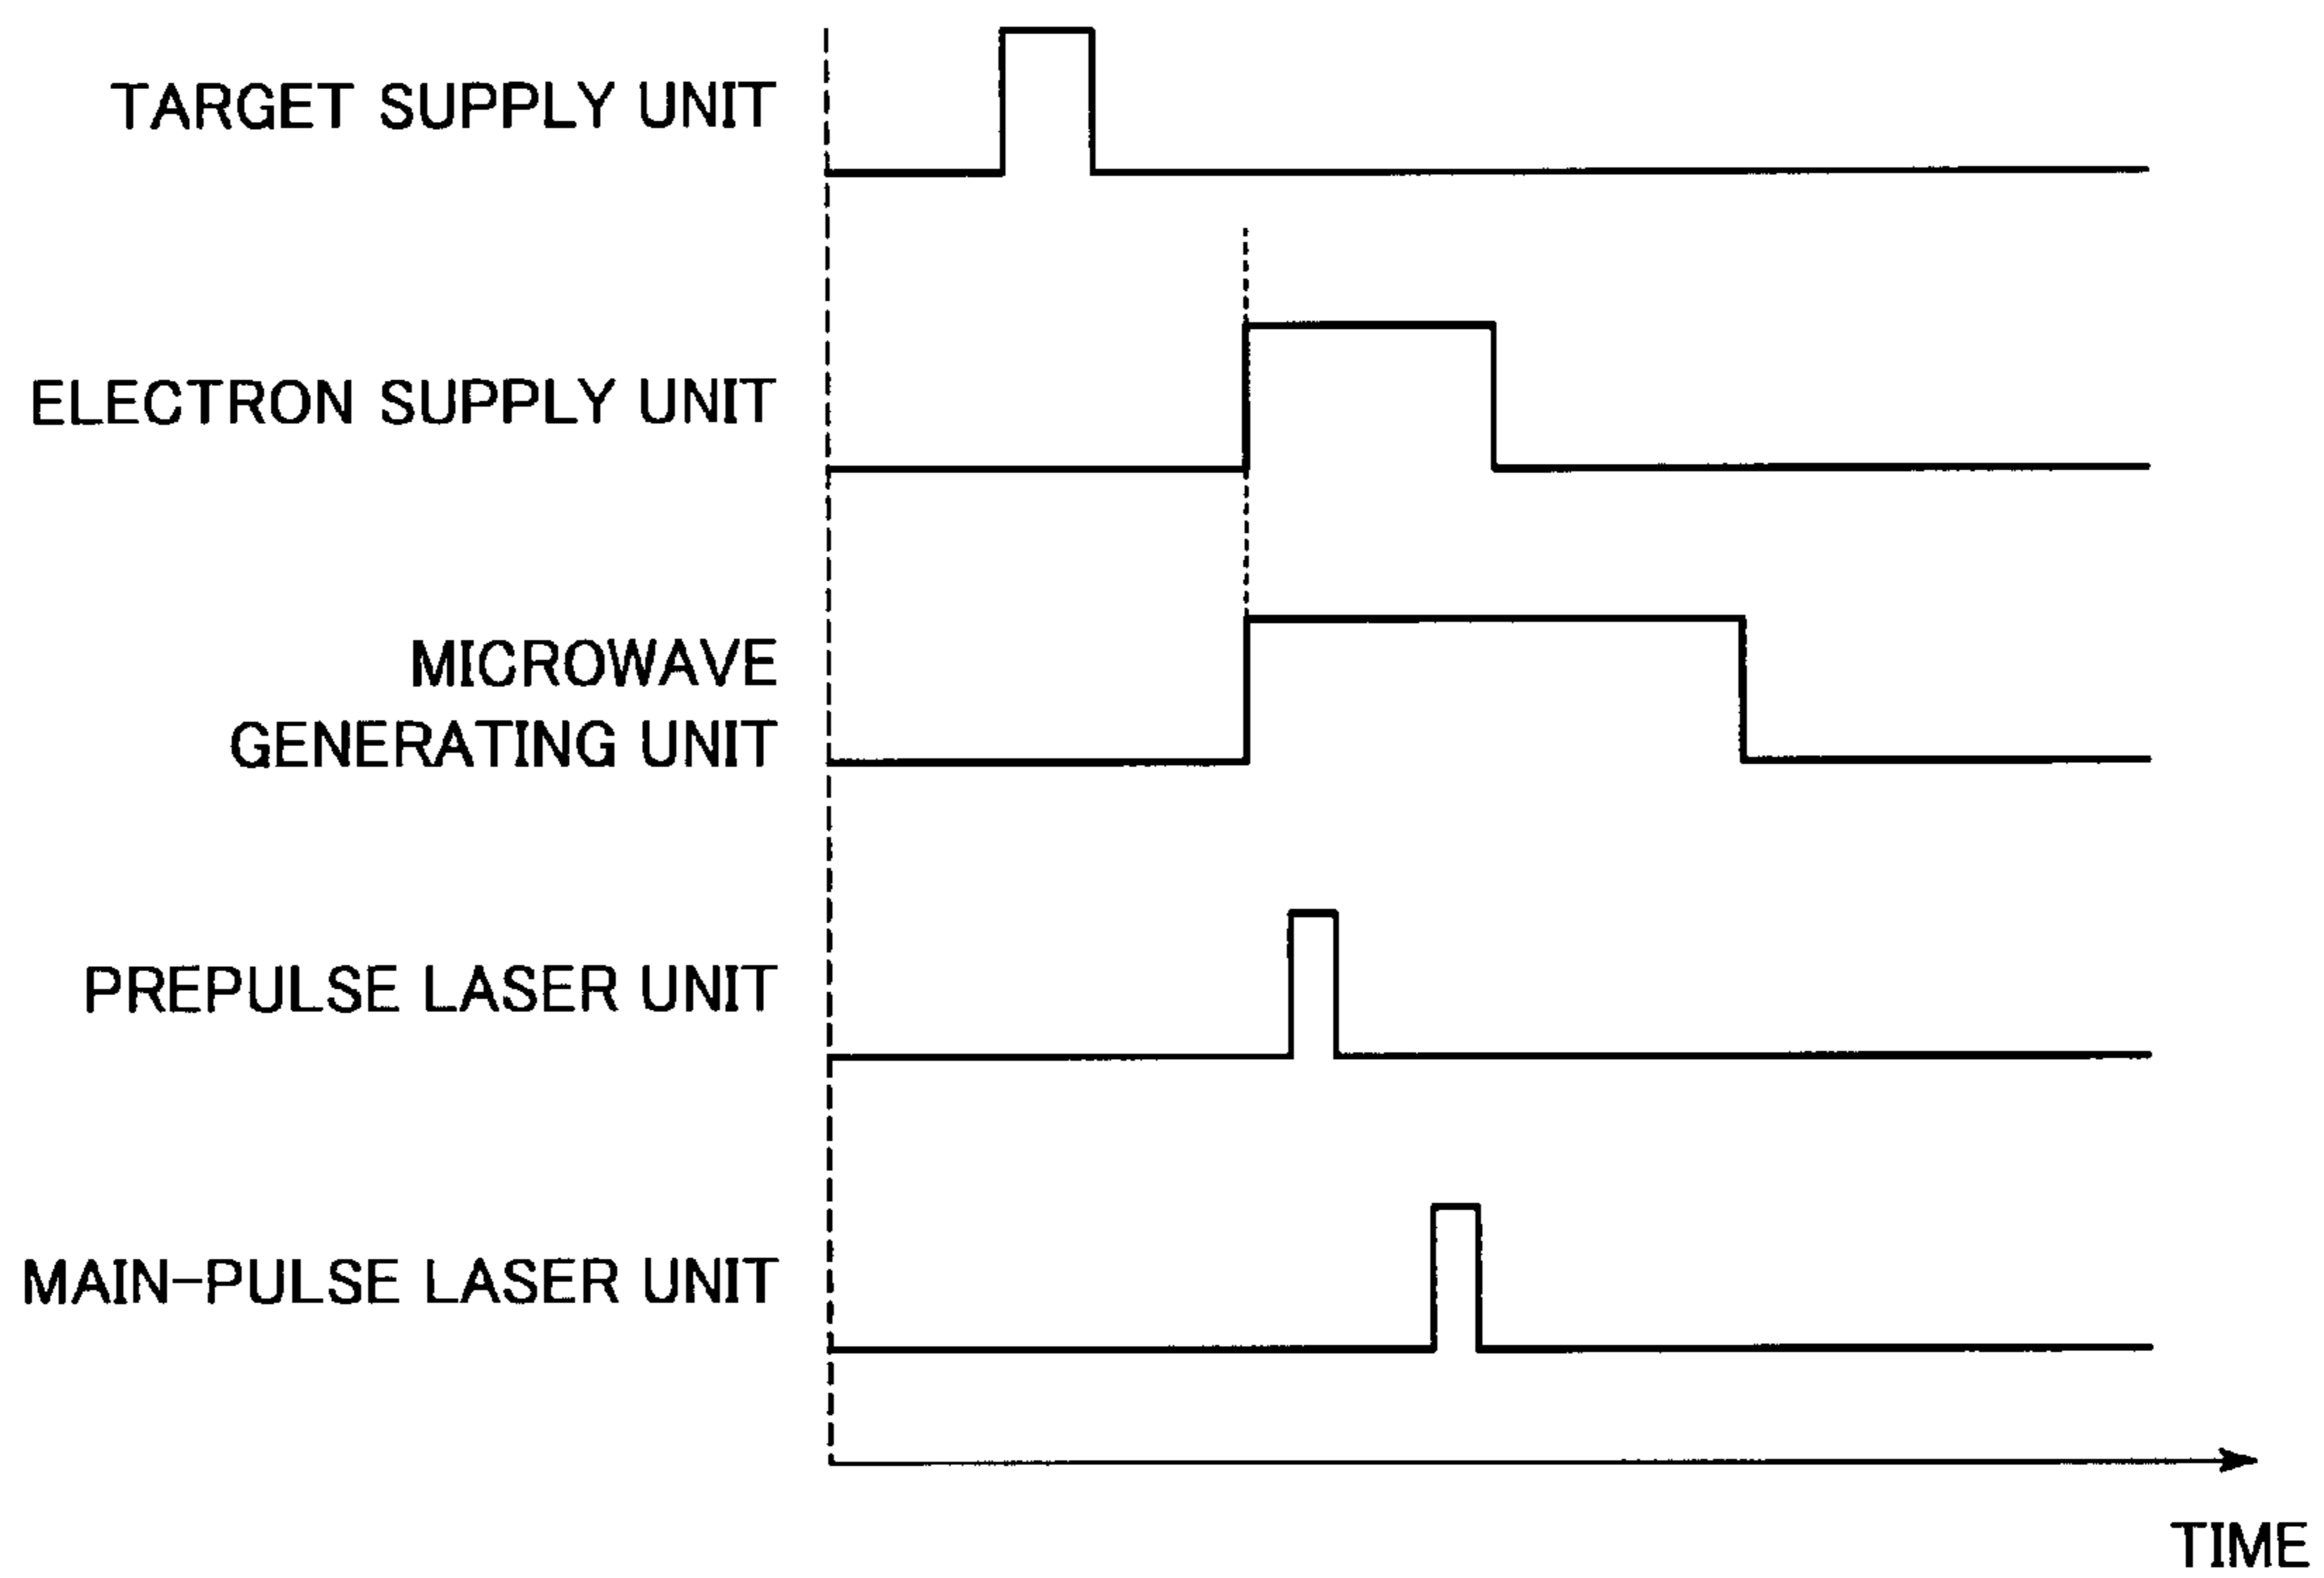 TARGET SUPPLY UNIT
ELECTRON SUPPLY UNIT
MICROWAVE
GENERATING UNIT
PREPULSE LASER UNIT
MAIN-PULSE LASER UNIT
TIME